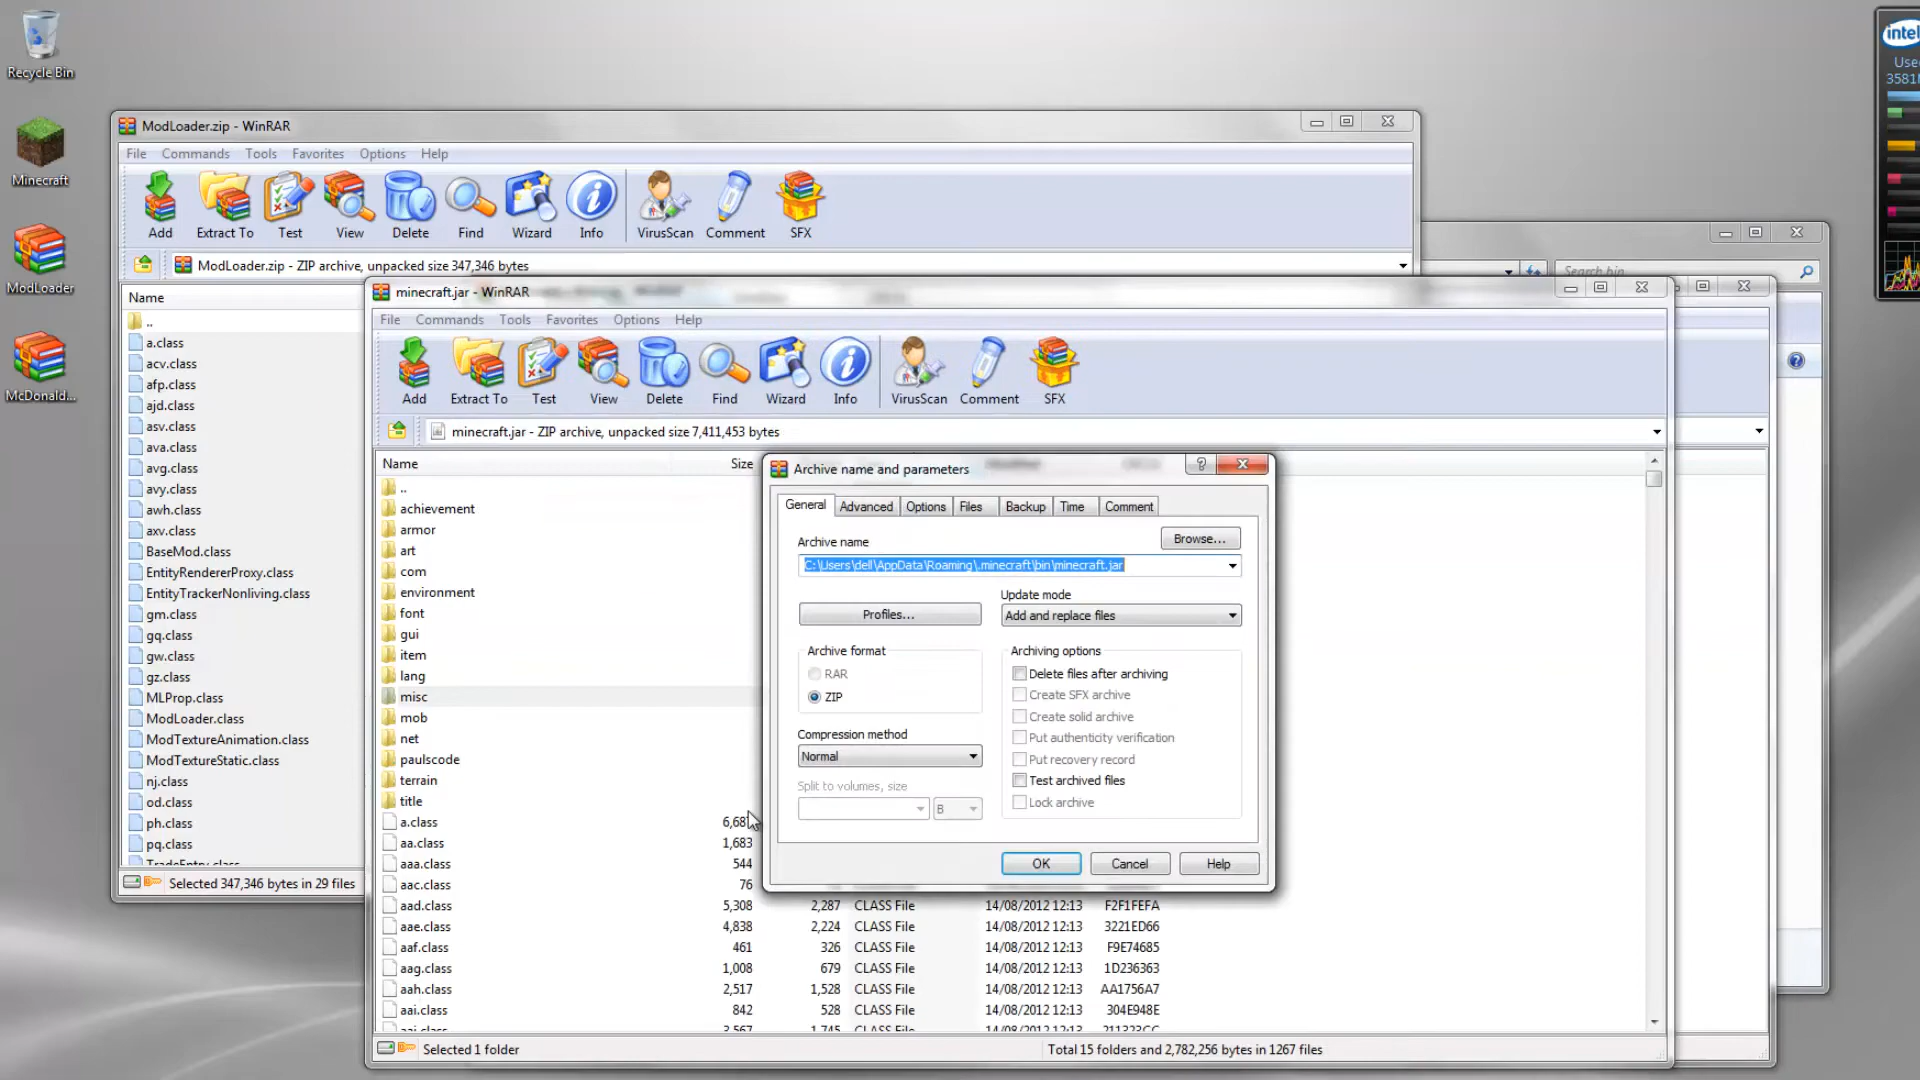 Recycle Bin
Minecraft
ModLoader
McDonald...
intel
3581
ModLoader.zip - WinRAR
File Commands Tools Favorites Options Help
Add Extract To Test View Delete Find Wizard Info VirusScan Comment SFX
ModLoader.zip - ZIP archive, unpacked size 347,346 bytes
Name
..
a.class
acv.class
afp.class
ajd.class
asv.class
ava.class
avg.class
avy.class
awh.class
axv.class
BaseMod.class
EntityRendererProxy.class
EntityTrackerNonliving.class
gm.class
gq.class
gw.class
gz.class
MLProp.class
ModLoader.class
ModTextureAnimation.class
ModTextureStatic.class
nj.class
od.class
ph.class
pq.class
TradeEntry.class
Selected 347,346 bytes in 29 files
Search bin
minecraft.jar - WinRAR
File Commands Tools Favorites Options Help
Add Extract To Test View Delete Find Wizard Info VirusScan Comment SFX
minecraft.jar - ZIP archive, unpacked size 7,411,453 bytes
Name Size
..
achievement
armor
art
com
environment
font
gui
item
lang
misc
mob
net
paulscode
terrain
title
a.class
aa.class 1,683
aaa.class 544
aac.class 76
aad.class 5,308 2,287 CLASS File 14/08/2012 12:13 F2F1FEFA
aae.class 4,838 2,224 CLASS File 14/08/2012 12:13 3221ED66
aaf.class 461 326 CLASS File 14/08/2012 12:13 F9E74685
aag.class 1,008 679 CLASS File 14/08/2012 12:13 1D236363
aah.class 2,517 1,528 CLASS File 14/08/2012 12:13 AA1756A7
aai.class 842 528 CLASS File 14/08/2012 12:13 304E948E
3,567 1,745 CLASS File 14/08/2012 12:13
Selected 1 folder
Total 15 folders and 2,782,256 bytes in 1267 files
Archive name and parameters
General Advanced Options Files Backup Time Comment
Archive name
Browse...
C:\Users\dell\AppData\Roaming\.minecraft\bin\minecraft.jar
Profiles...
Update mode
Add and replace files
Archive format
RAR
ZIP
Compression method
Normal
Split to volumes, size
B
Archiving options
Delete files after archiving
Create SFX archive
Create solid archive
Put authenticity verification
Put recovery record
Test archived files
Lock archive
OK Cancel Help